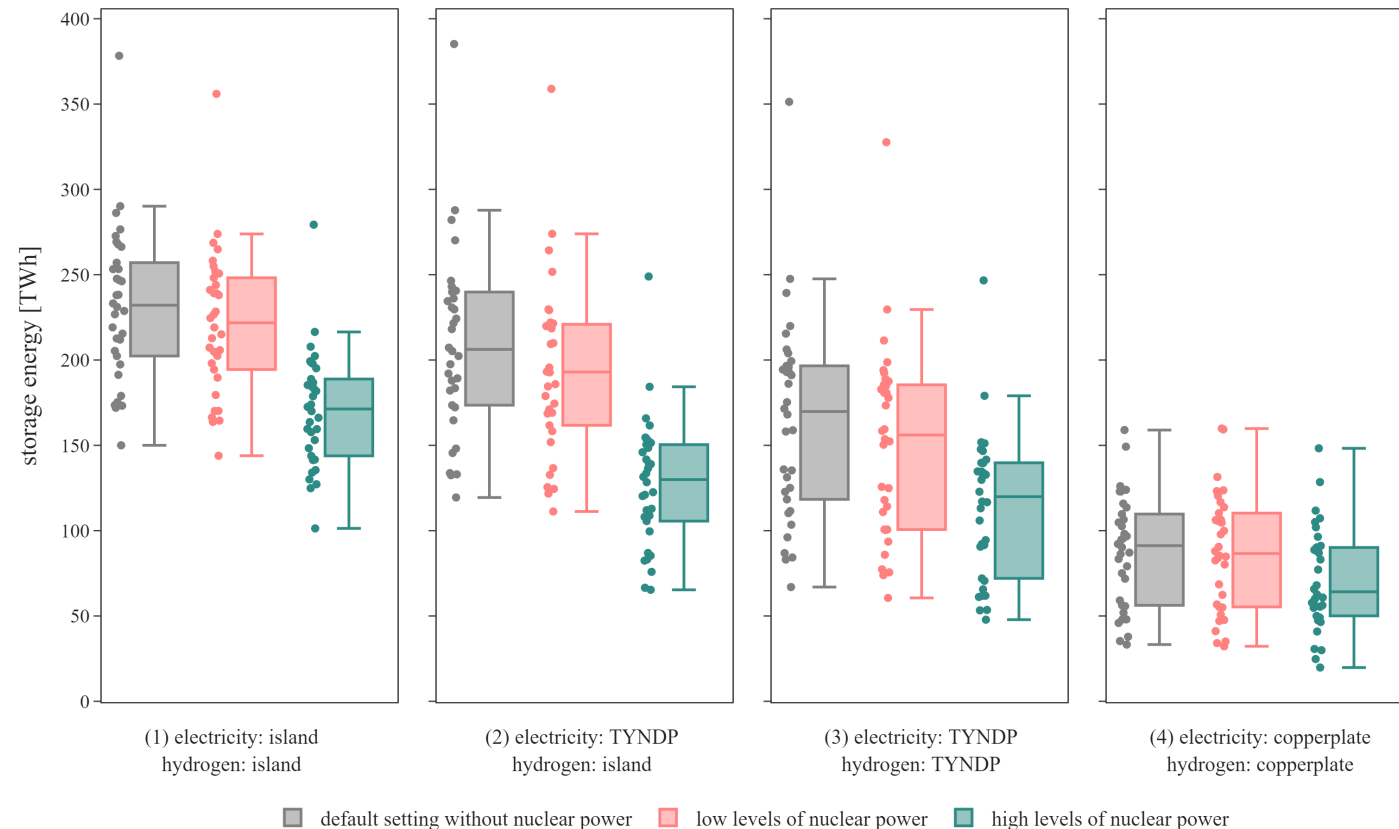 400
350
300
250
200
150
100
50
0
storage energy [TWh]
(1) electricity: island
hydrogen: island
(2) electricity: TYNDP
hydrogen: island
(3) electricity: TYNDP
hydrogen: TYNDP
(4) electricity: copperplate
hydrogen: copperplate
default setting without nuclear power
low levels of nuclear power
high levels of nuclear power